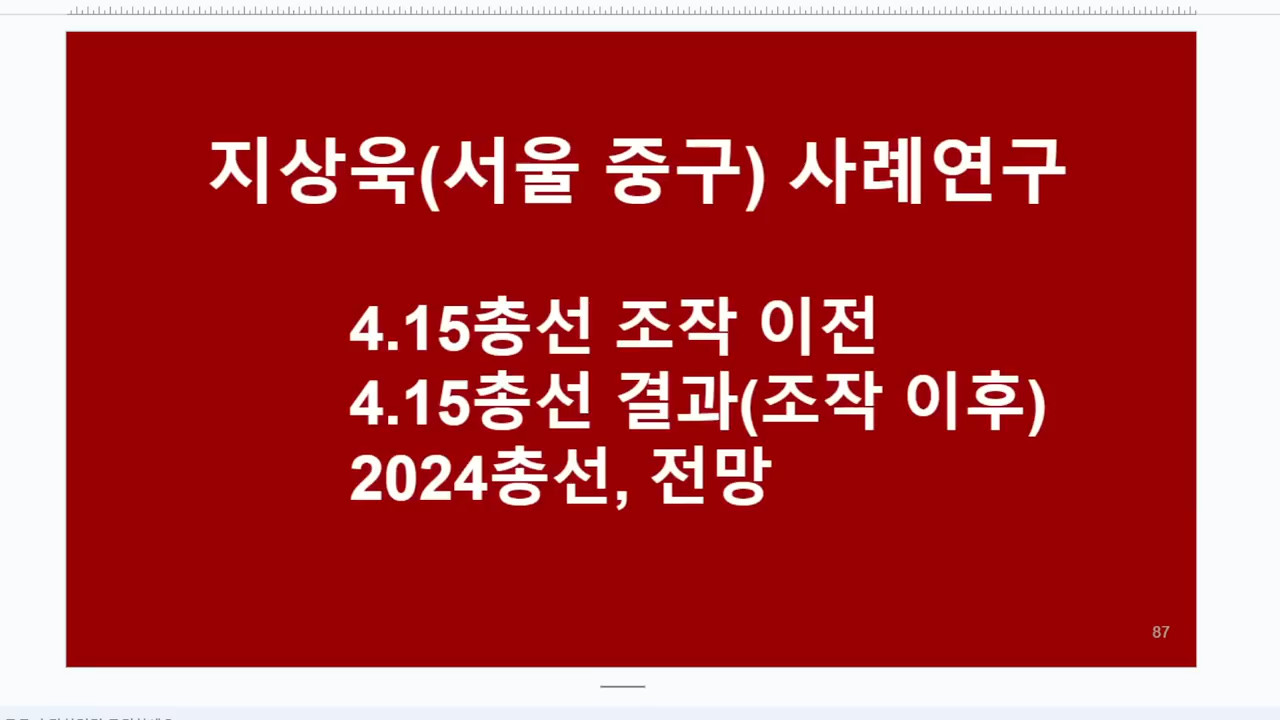 지상욱(서울 중구) 사례연구
4.15총선 조작 이전
4.15총선 결과(조작 이후)
2024총선, 전망
87